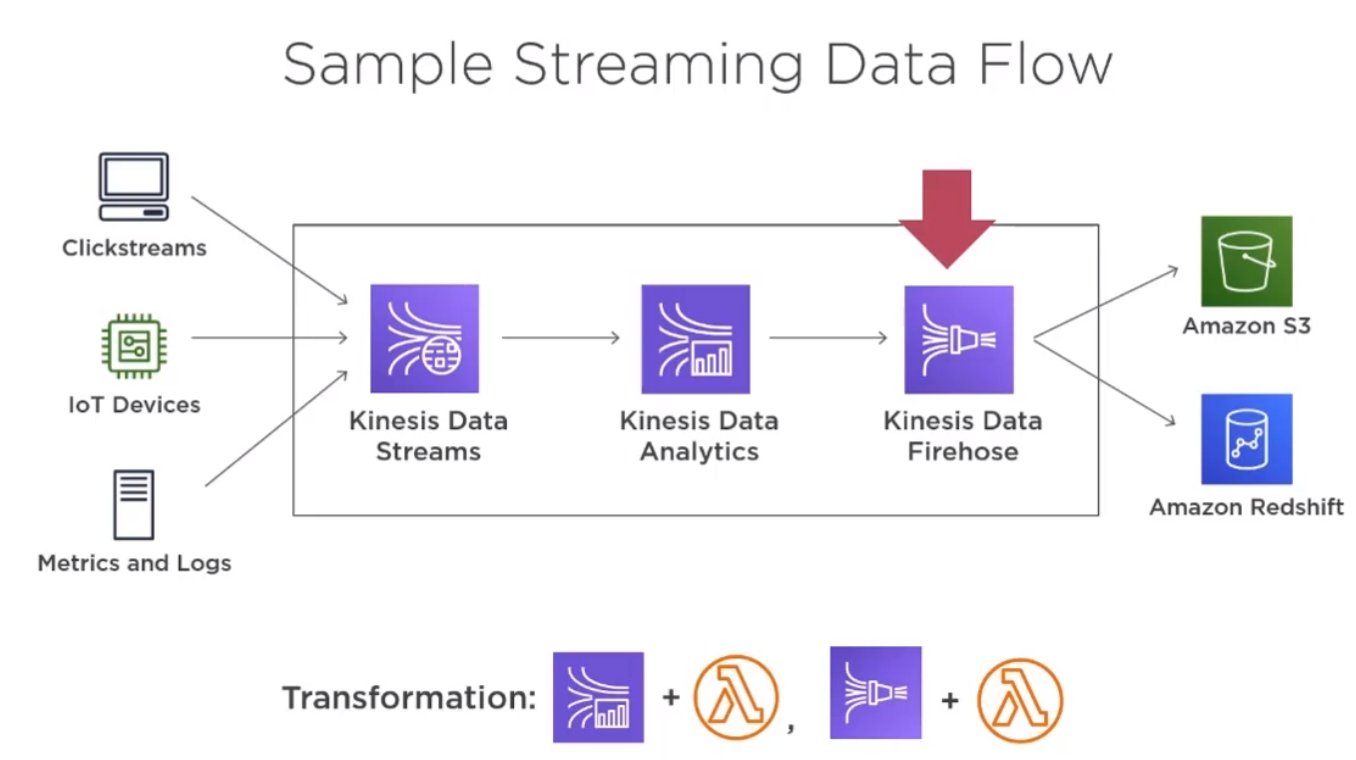 Sample Streaming Data Flow
Clickstreams
IoT Devices
Metrics and Logs
Kinesis Data
Streams
Kinesis Data
Analytics
Kinesis Data
Firehose
Amazon S3
Amazon Redshift
Transformation: + , +